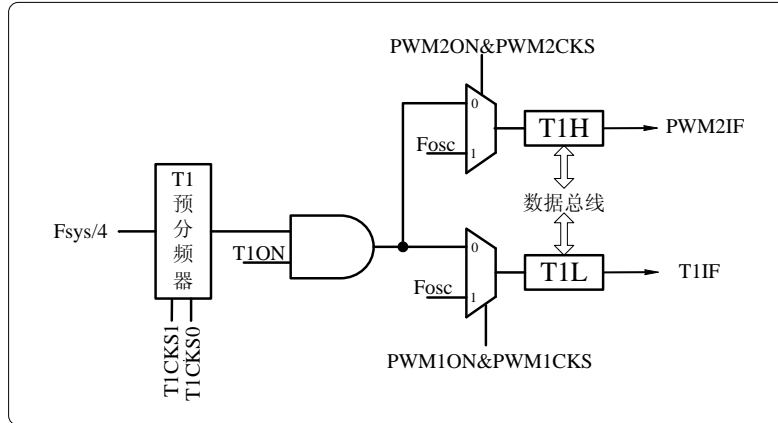 PWM2ON&PWM2CKS
0
Fosc
1
T1H
PWM2IF
数据总线
T1
预
分
频
器
Fsys/4
T1ON
0
Fosc
1
T1L
T1IF
T1CKS1
T1CKS0
PWM1ON&PWM1CKS